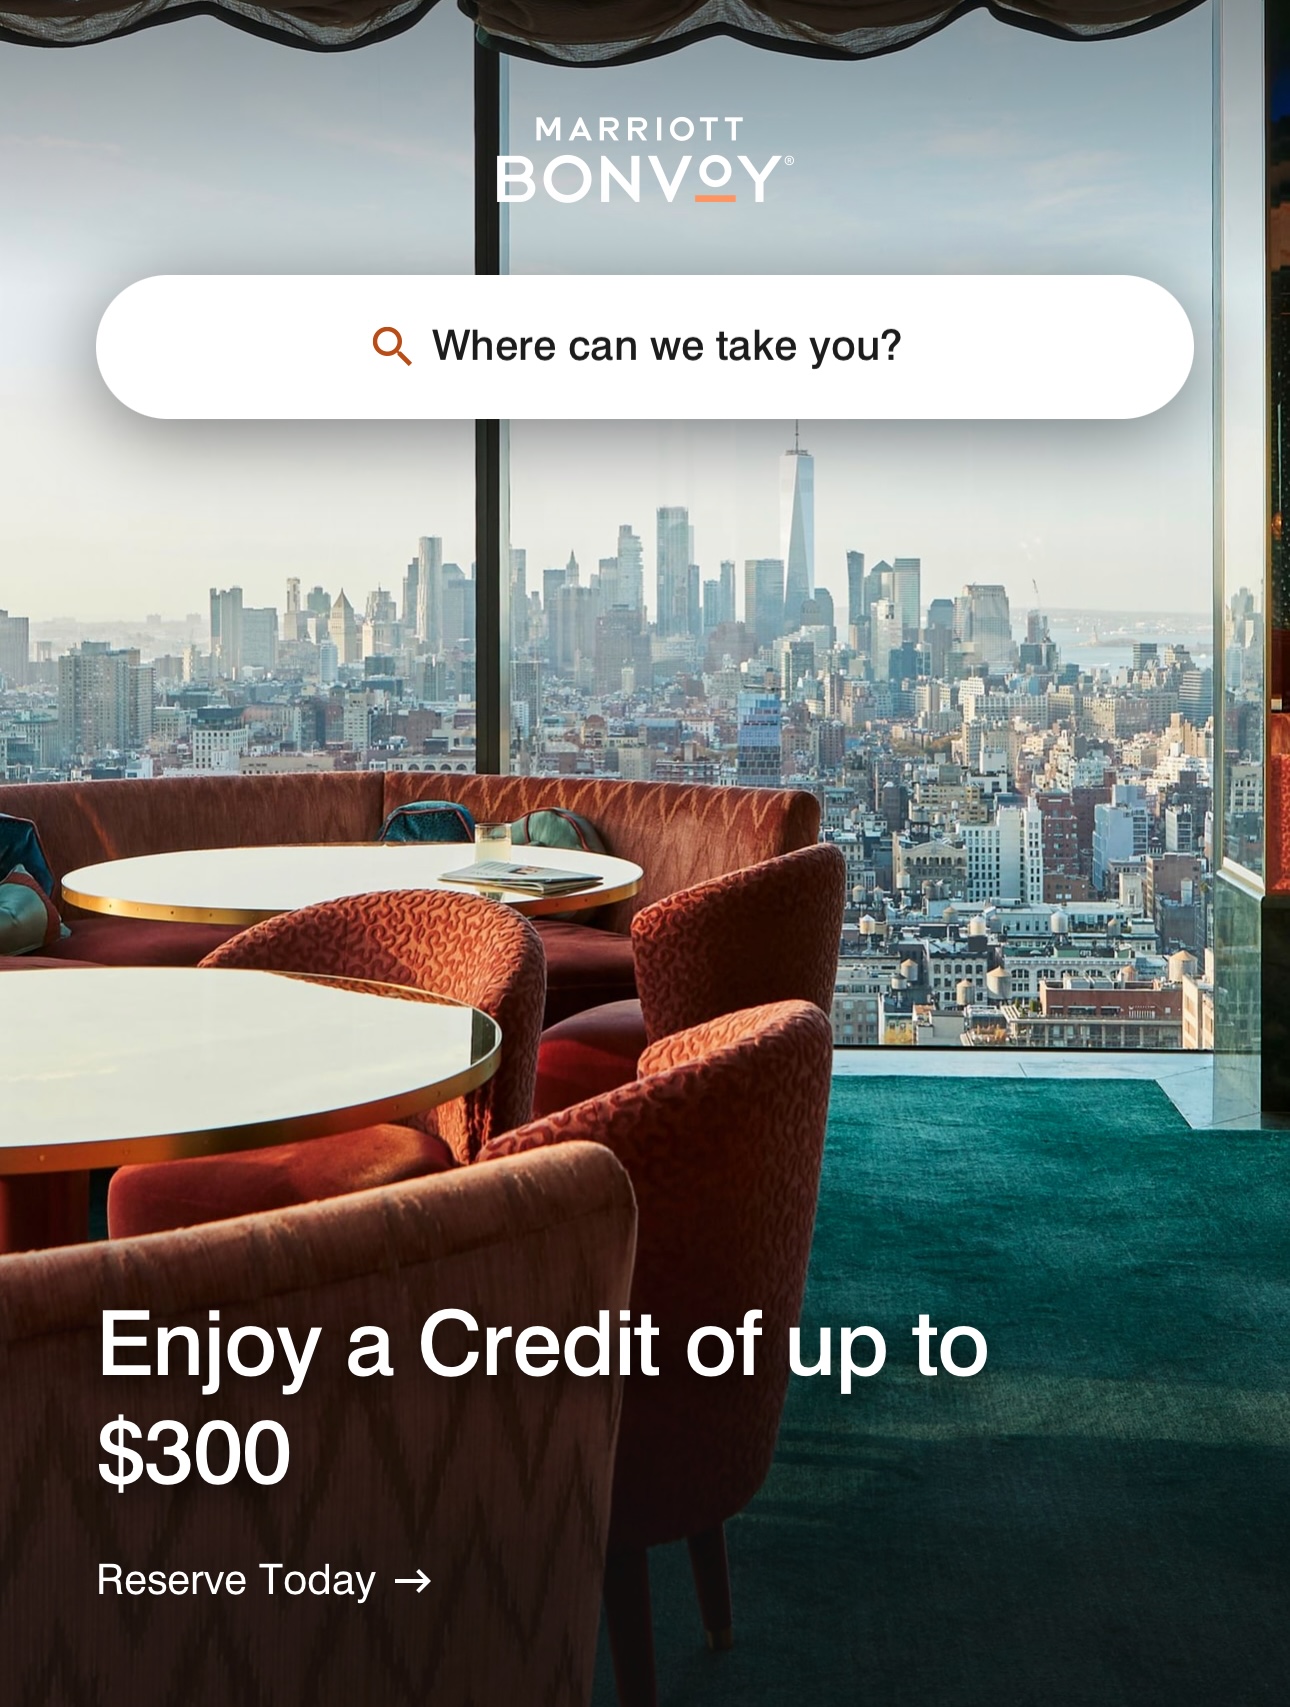 MARRIOTT
BONVOY®
Where can we take you?
Enjoy a Credit of up to
$300
Reserve Today →